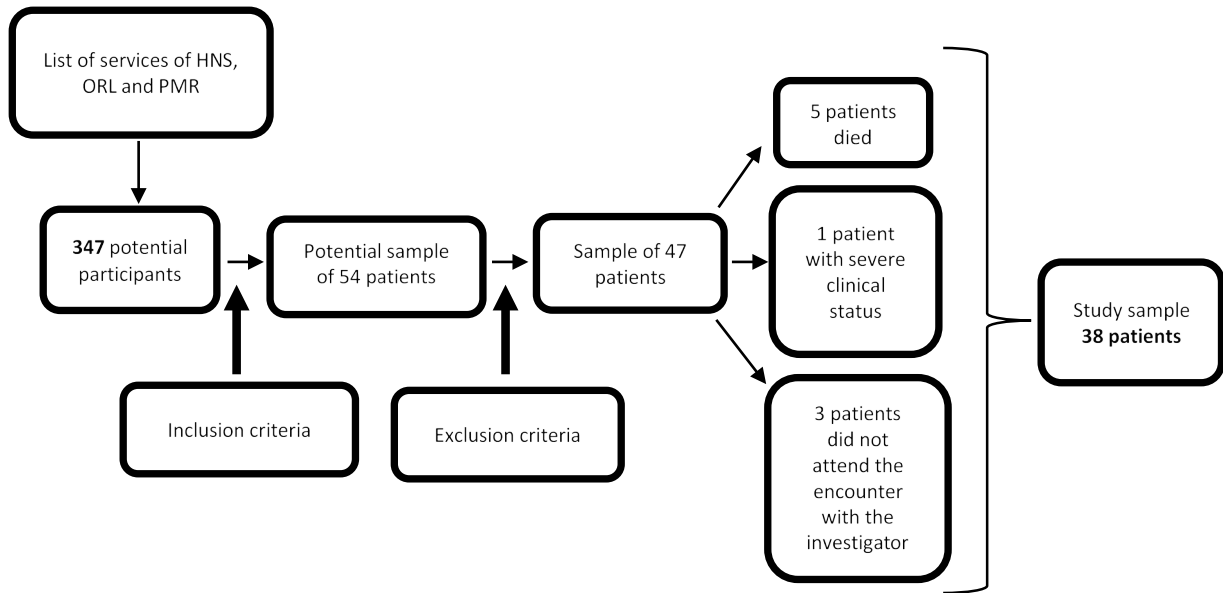 List of services of HNS,
ORL and PMR
347 potential
participants
Potential sample
of 54 patients
Sample of 47
patients
5 patients
died
1 patient
with severe
clinical
status
3 patients
did not
attend the
encounter
with the
investigator
Study sample
38 patients
Inclusion criteria
Exclusion criteria